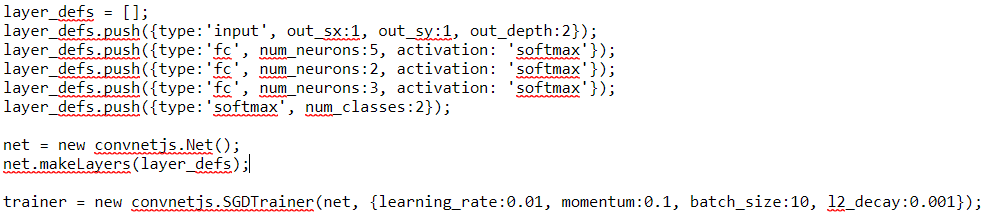 layer_defs = [];
layer_defs.push({type:'input', out_sx:1, out_sy:1, out_depth:2});
layer_defs.push({type:'fc', num_neurons:5, activation: 'softmax'});
layer_defs.push({type:'fc', num_neurons:2, activation: 'softmax'});
layer_defs.push({type:'fc', num_neurons:3, activation: 'softmax'});
layer_defs.push({type:'softmax', num_classes:2});
net = new convnetjs.Net();
net.makeLayers(layer_defs);
trainer = new convnetjs.SGDTrainer(net, {learning_rate:0.01, momentum:0.1, batch_size:10, l2_decay:0.001});